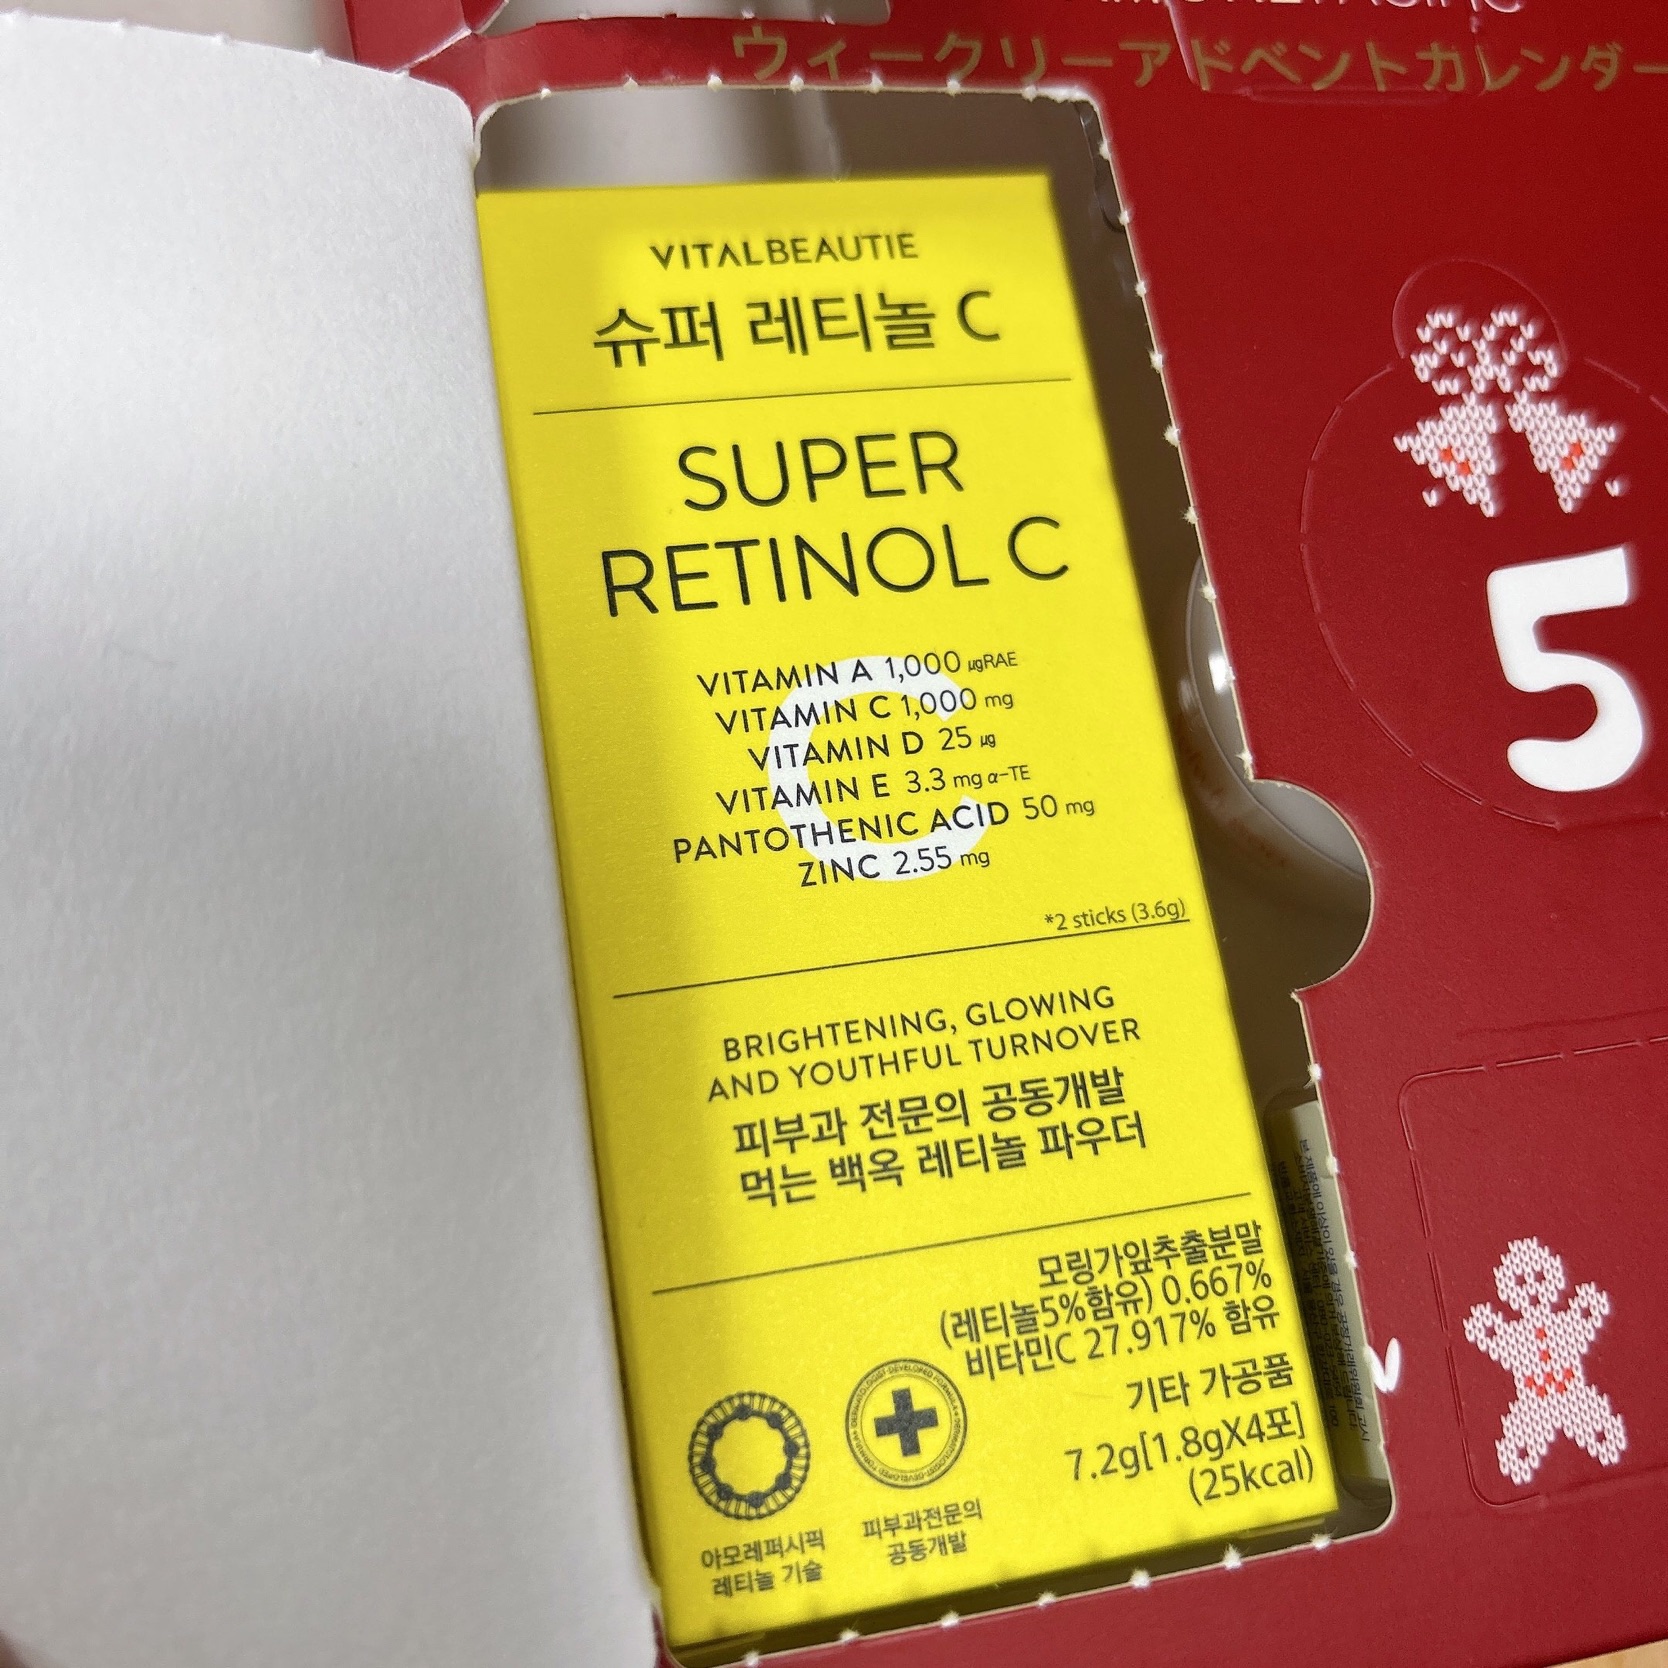 ウィークリーアドベントカレンダー
VITALBEAUTIE
슈퍼 레티놀 C
SUPER
RETINOL C
VITAMIN A 1,000 μgRAE
VITAMIN C 1,000 mg
VITAMIN D 25 μg
VITAMIN E 3.3 mg α-TE
PANTOTHENIC ACID 50 mg
ZINC 2.55 mg
*2 sticks (3.6g)
BRIGHTENING, GLOWING
AND YOUTHFUL TURNOVER
피부과 전문의 공동개발
먹는 백옥 레티놀 파우더
모링가잎추출분말
(레티놀5%함유) 0.667%
비타민C 27.917% 함유
기타 가공품
7.2g[1.8gX4포]
(25kcal)
아모레퍼시픽
레티놀 기술
DERMATOLOGIST-DEVELOPED FORMULA
피부과전문의
공동개발
5